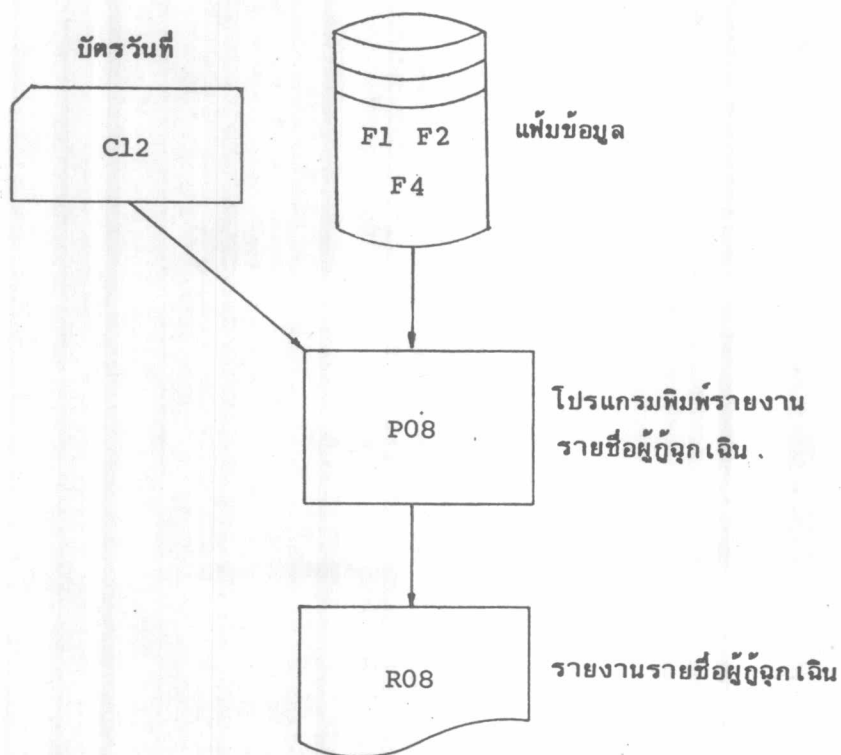 บัตรวันที่
C12
F1 F2
F4
แฟ้มข้อมูล
P08
โปรแกรมพิมพ์รายงาน
รายชื่อผู้กู้ฉุกเฉิน .
R08
รายงานรายชื่อผู้กู้ฉุกเฉิน